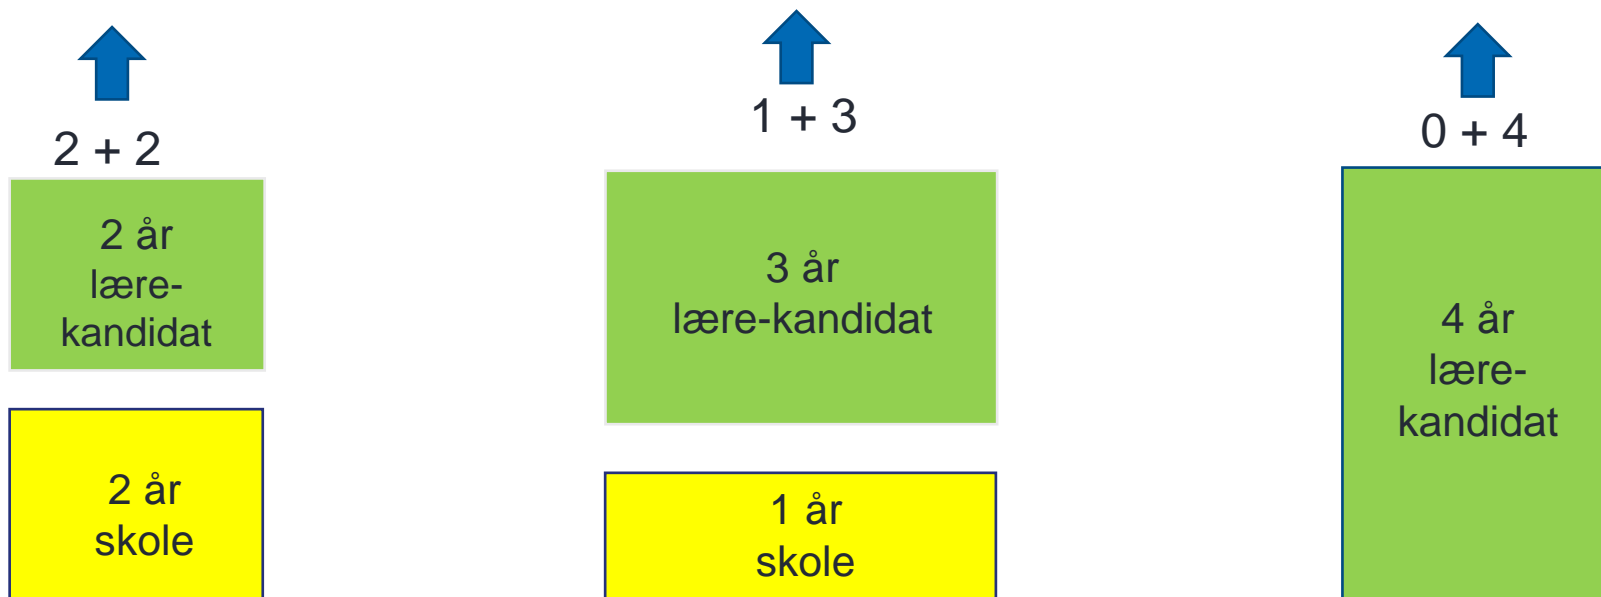 2 + 2
2 år
lære-
kandidat
2 år
skole
1 + 3
3 år
lære-kandidat
1 år
skole
0 + 4
4 år
lære-
kandidat